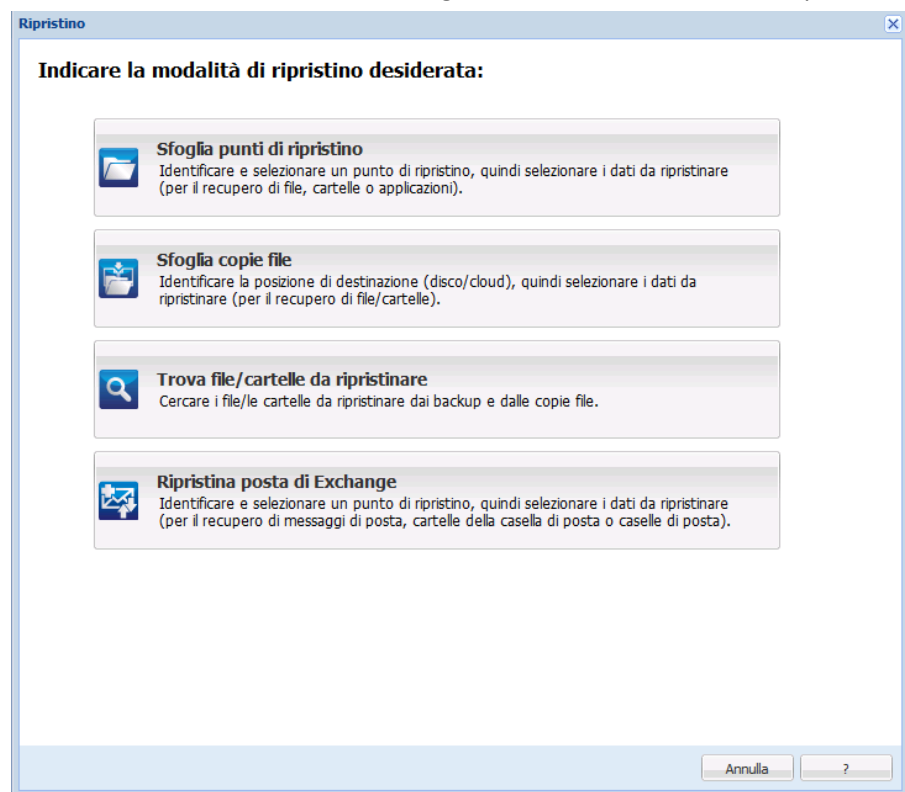 Ripristino
Indicare la modalità di ripristino desiderata:
Sfoglia punti di ripristino
Identificare e selezionare un punto di ripristino, quindi selezionare i dati da ripristinare
(per il recupero di file, cartelle o applicazioni).
Sfoglia copie file
Identificare la posizione di destinazione (disco/cloud), quindi selezionare i dati da
ripristinare (per il recupero di file/cartelle).
Trova file/cartelle da ripristinare
Cercare i file/le cartelle da ripristinare dai backup e dalle copie file.
Ripristina posta di Exchange
Identificare e selezionare un punto di ripristino, quindi selezionare i dati da ripristinare
(per il recupero di messaggi di posta, cartelle della casella di posta o caselle di posta).
Annulla ?